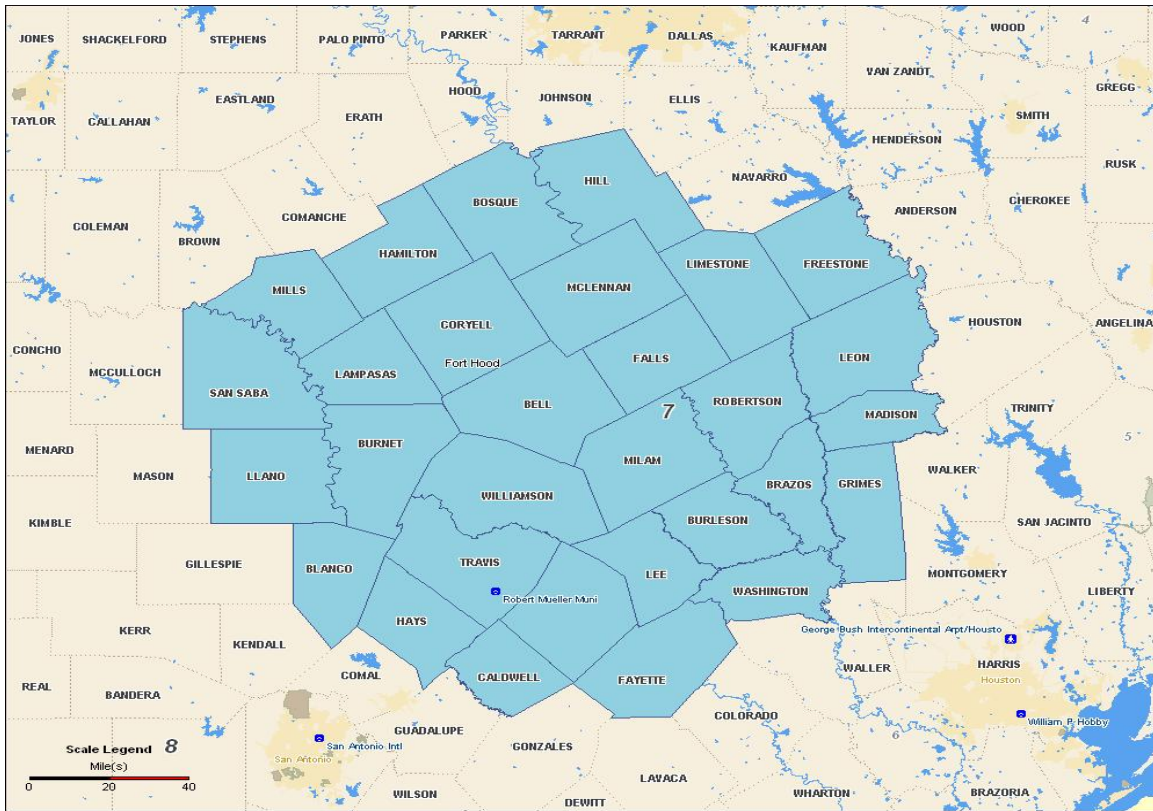 WOOD
4
JONES
SHACKELFORD
STEPHENS
PALO PINTO
PARKER
TARRANT
DALLAS
KAUFMAN
VAN ZANDT
GREGG
HOOD
JOHNSON
ELLIS
EASTLAND
SMITH
TAYLOR
CALLAHAN
ERATH
HENDERSON
RUSK
NAVARRO
HILL
CHEROKEE
BOSQUE
ANDERSON
COMANCHE
COLEMAN
BROWN
HAMILTON
LIMESTONE
FREESTONE
MILLS
MCLENNAN
CORYELL
HOUSTON
ANGELINA
CONCHO
Fort Hood
FALLS
LEON
MCCULLOCH
LAMPASAS
SAN SABA
BELL
7
ROBERTSON
MADISON
TRINITY
5
BURNET
MENARD
MASON
LLANO
MILAM
WALKER
BRAZOS
GRIMES
WILLIAMSON
KIMBLE
BURLESON
SAN JACINTO
GILLESPIE
TRAVIS
BLANCO
LEE
MONTGOMERY
WASHINGTON
LIBERTY
Robert Mueller Muni
HAYS
KERR
KENDALL
George Bush Intercontinental Arpt/Housto
HARRIS
WALLER
COMAL
CALDWELL
FAYETTE
Houston
REAL
BANDERA
COLORADO
William P Hobby
GUADALUPE
6
Scale Legend 8
San Antonio Intl
GONZALES
Mile(s)
San Antonio
LAVACA
0 20 40
WILSON
DEWITT
WHARTON
BRAZORIA